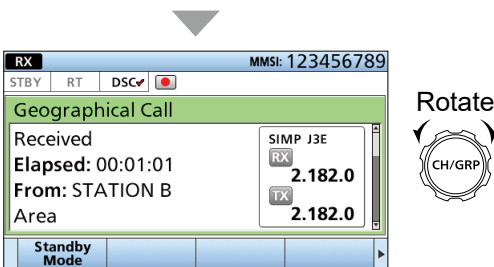 RX MMSI: 123456789
STBY RT DSC
Geographical Call
Received
Elapsed: 00:01:01
From: STATION B
Area
SIMP J3E
RX
2.182.0
TX
2.182.0
Standby
Mode
Rotate
CH/GRP